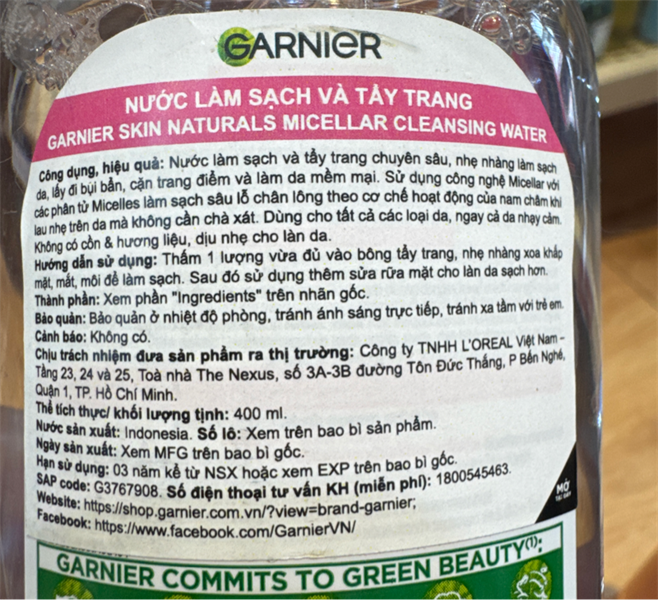 GARNIER
NƯỚC LÀM SẠCH VÀ TẨY TRANG
GARNIER SKIN NATURALS MICELLAR CLEANSING WATER
Công dụng, hiệu quả: Nước làm sạch và tẩy trang chuyên sâu, nhẹ nhàng làm sạch
da, lấy đi bụi bẩn, cặn trang điểm và làm da mềm mại. Sử dụng công nghệ Micellar với
các phân tử Micelles làm sạch sâu lỗ chân lông theo cơ chế hoạt động của nam châm khi
lau nhẹ trên da mà không cần chà xát. Dùng cho tất cả các loại da, ngay cả da nhạy cảm.
Không có cồn & hương liệu, dịu nhẹ cho làn da.
Hướng dẫn sử dụng: Thấm 1 lượng vừa đủ vào bông tẩy trang, nhẹ nhàng xoa khắp
mặt, mắt, môi để làm sạch. Sau đó sử dụng thêm sữa rữa mặt cho làn da sạch hơn.
Thành phần: Xem phần "Ingredients" trên nhãn gốc.
Bảo quản: Bảo quản ở nhiệt độ phòng, tránh ánh sáng trực tiếp, tránh xa tầm với trẻ em.
Cảnh báo: Không có.
Chịu trách nhiệm đưa sản phẩm ra thị trường: Công ty TNHH L'OREAL Việt Nam -
Tầng 23, 24 và 25, Toà nhà The Nexus, số 3A-3B đường Tôn Đức Thắng, P Bến Nghé,
Quận 1, TP. Hồ Chí Minh.
Thể tích thực/ khối lượng tịnh: 400 ml.
Nước sản xuất: Indonesia. Số lô: Xem trên bao bì sản phẩm.
Ngày sản xuất: Xem MFG trên bao bì gốc.
Hạn sử dụng: 03 năm kể từ NSX hoặc xem EXP trên bao bì gốc.
SAP code: G3767908. Số điện thoại tư vấn KH (miễn phí): 1800545463.
Website: https://shop.garnier.com.vn/?view=brand-garnier;
Facebook: https://www.facebook.com/GarnierVN/
MỞ
TẠI ĐÂY
GARNIER COMMITS TO GREEN BEAUTY(1):